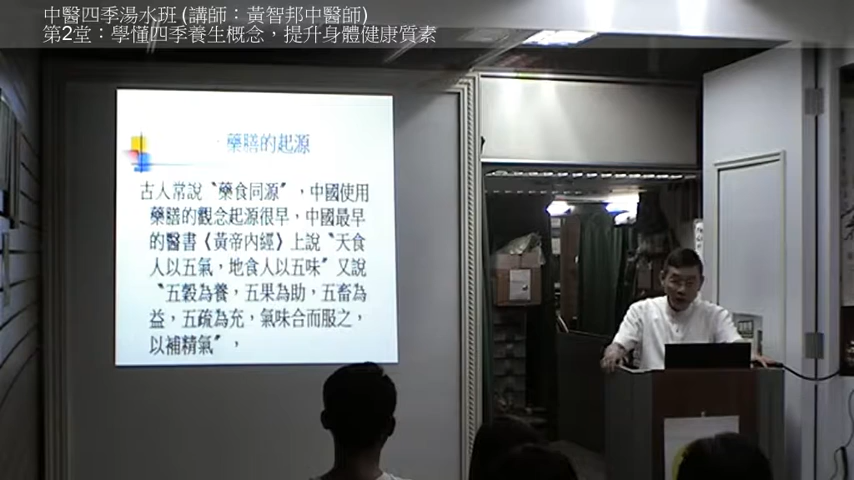 中醫四季湯水班 (講師：黃智邦中醫師)
第2堂：學懂四季養生概念，提升身體健康質素
藥膳的起源
古人常說〝藥食同源〞，中國使用
藥膳的觀念起源很早，中國最早
的醫書《黃帝內經》上說〝天食
人以五氣，地食人以五味〞又說
〝五穀為養，五果為助，五畜為
益，五疏為充，氣味合而服之，
以補精氣〞，